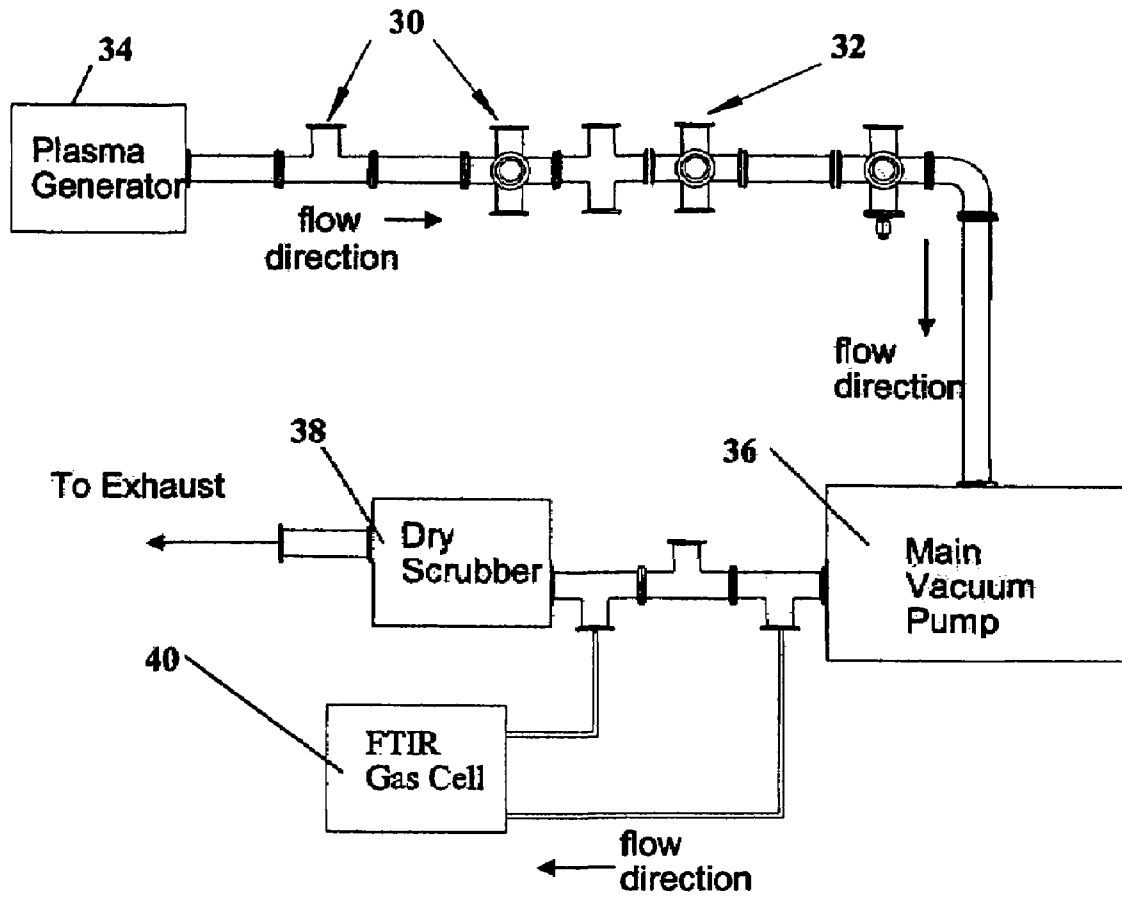 34
30
32
Plasma
Generator
flow
direction
flow
direction
38
36
To Exhaust
Dry
Scrubber
Main
Vacuum
Pump
40
FTIR
Gas Cell
flow
direction